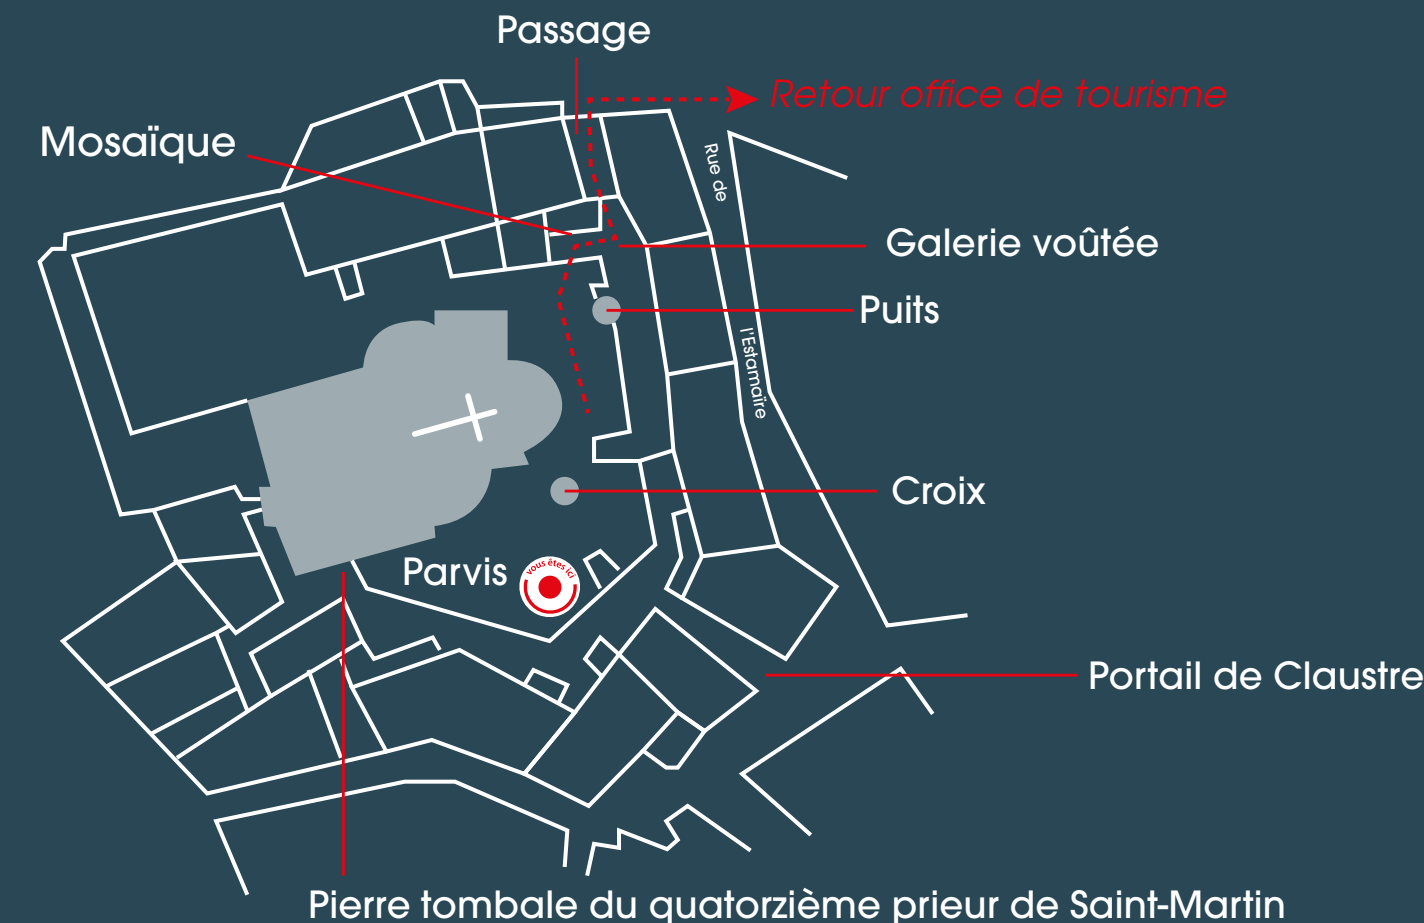 Passage
Retour office de tourisme
Mosaïque
Rue de
l'Estamaïre
Galerie voûtée
Puits
Croix
Parvis
vous êtes ici
Portail de Claustre
Pierre tombale du quatorzième prieur de Saint-Martin